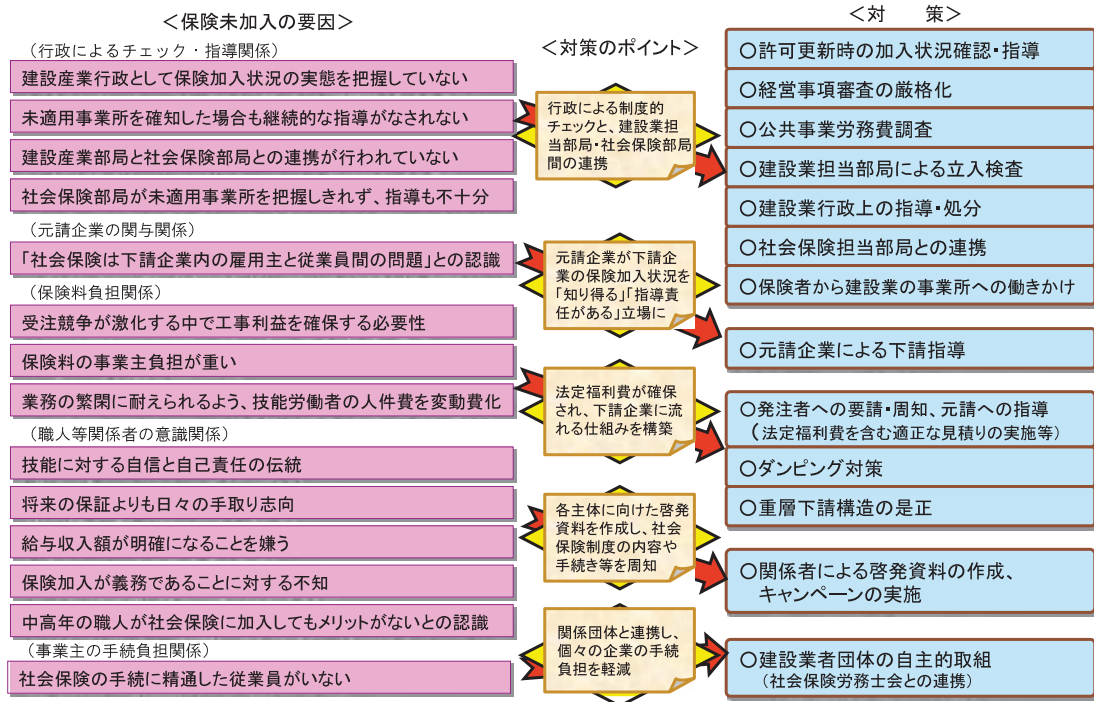 <保険未加入の要因>
(行政によるチェック・指導関係)
建設産業行政として保険加入状況の実態を把握していない
未適用事業所を確知した場合も継続的な指導がなされない
建設産業部局と社会保険部局との連携が行われていない
社会保険部局が未適用事業所を把握しきれず、指導も不十分
(元請企業の関与関係)
「社会保険は下請企業内の雇用主と従業員間の問題」との認識
(保険料負担関係)
受注競争が激化する中で工事利益を確保する必要性
保険料の事業主負担が重い
業務の繁閑に耐えられるよう、技能労働者の人件費を変動費化
(職人等関係者の意識関係)
技能に対する自信と自己責任の伝統
将来の保証よりも日々の手取り志向
給与収入額が明確になることを嫌う
保険加入が義務であることに対する不知
中高年の職人が社会保険に加入してもメリットがないとの認識
(事業主の手続負担関係)
社会保険の手続に精通した従業員がいない
<対策のポイント>
行政による制度的
チェックと、建設業担
当部局・社会保険部局
間の連携
元請企業が下請企
業の保険加入状況を
「知り得る」「指導責
任がある」立場に
法定福利費が確保
され、下請企業に流
れる仕組みを構築
各主体に向けた啓発
資料を作成し、社会
保険制度の内容や
手続き等を周知
関係団体と連携し、
個々の企業の手続
負担を軽減
<対 策>
○許可更新時の加入状況確認・指導
○経営事項審査の厳格化
○公共事業労務費調査
○建設業担当部局による立入検査
○建設業行政上の指導・処分
○社会保険担当部局との連携
○保険者から建設業の事業所への働きかけ
○元請企業による下請指導
○発注者への要請・周知、元請への指導
(法定福利費を含む適正な見積りの実施等)
○ダンピング対策
○重層下請構造の是正
○関係者による啓発資料の作成、
キャンペーンの実施
○建設業者団体の自主的取組
(社会保険労務士会との連携)